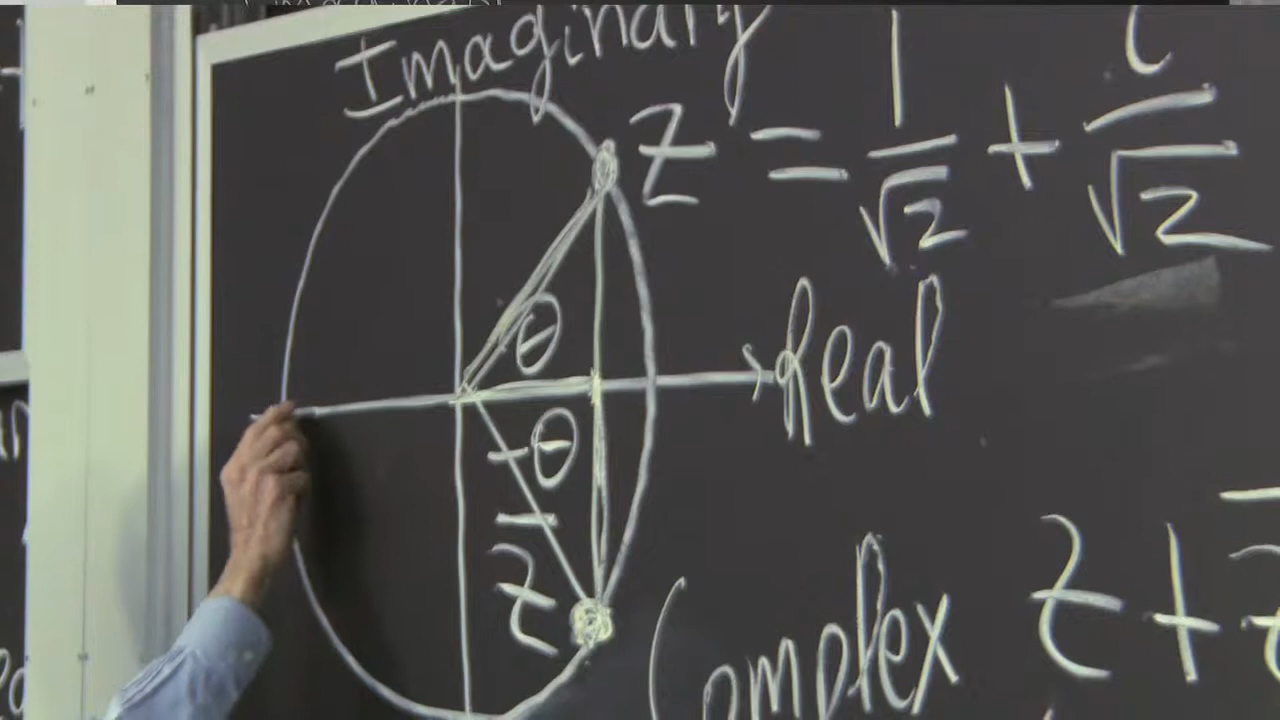 Imaginary
z = 1/√2 + i/√2
θ
Real
-θ
z̅
Complex z + z̅